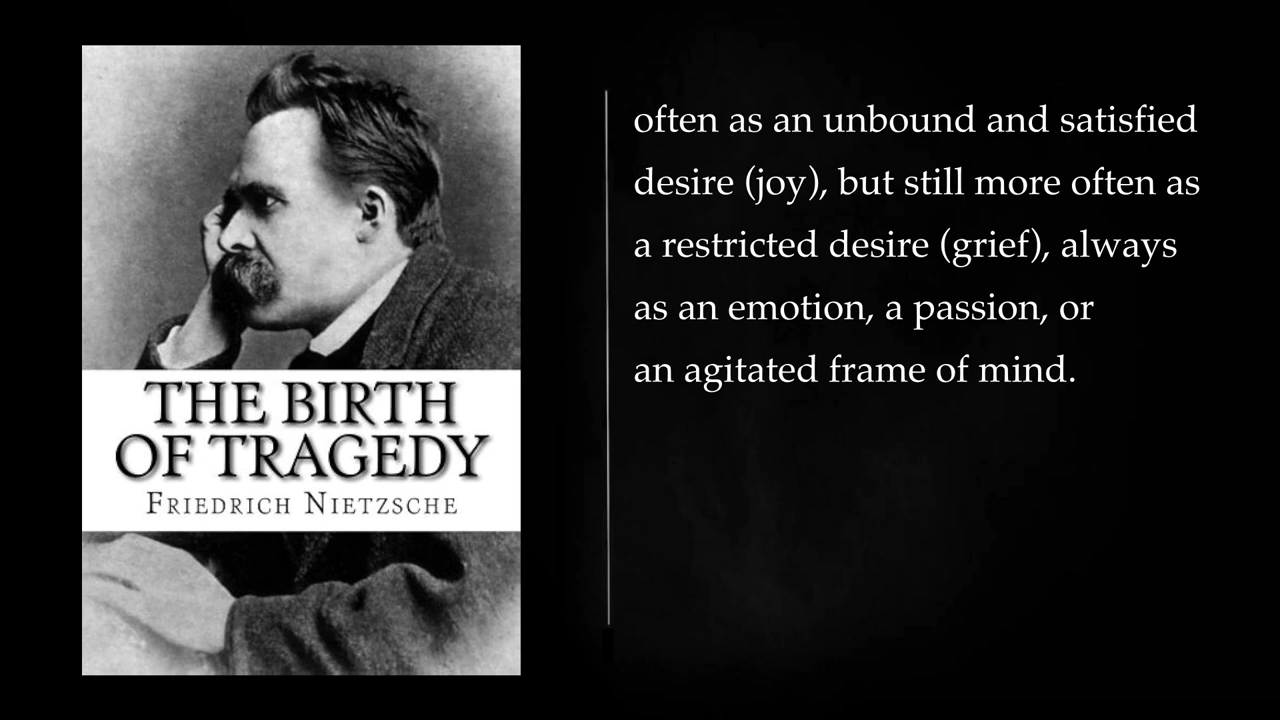 THE BIRTH
OF TRAGEDY
FRIEDRICH NIETZSCHE
often as an unbound and satisfied
desire (joy), but still more often as
a restricted desire (grief), always
as an emotion, a passion, or
an agitated frame of mind.